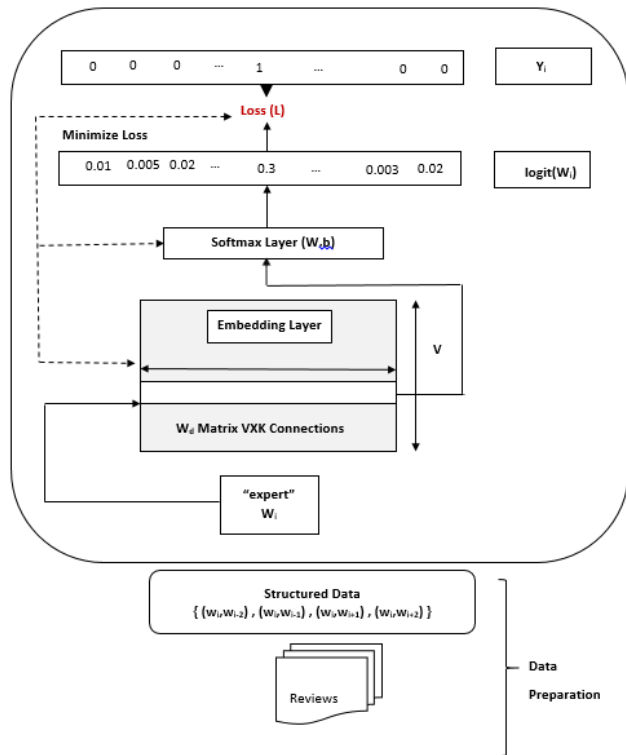 0 0 0 ... 1 ... 0 0
Yᵢ
Loss (L)
Minimize Loss
0.01 0.005 0.02 ... 0.3 ... 0.003 0.02
logit(Wᵢ)
Softmax Layer (W,b)
Embedding Layer
V
W_d Matrix VXK Connections
“expert”
Wᵢ
Structured Data
{ (wᵢ,wᵢ₋₂) , (wᵢ,wᵢ₋₁) , (wᵢ,wᵢ₊₁) , (wᵢ,wᵢ₊₂) }
Reviews
Data
Preparation